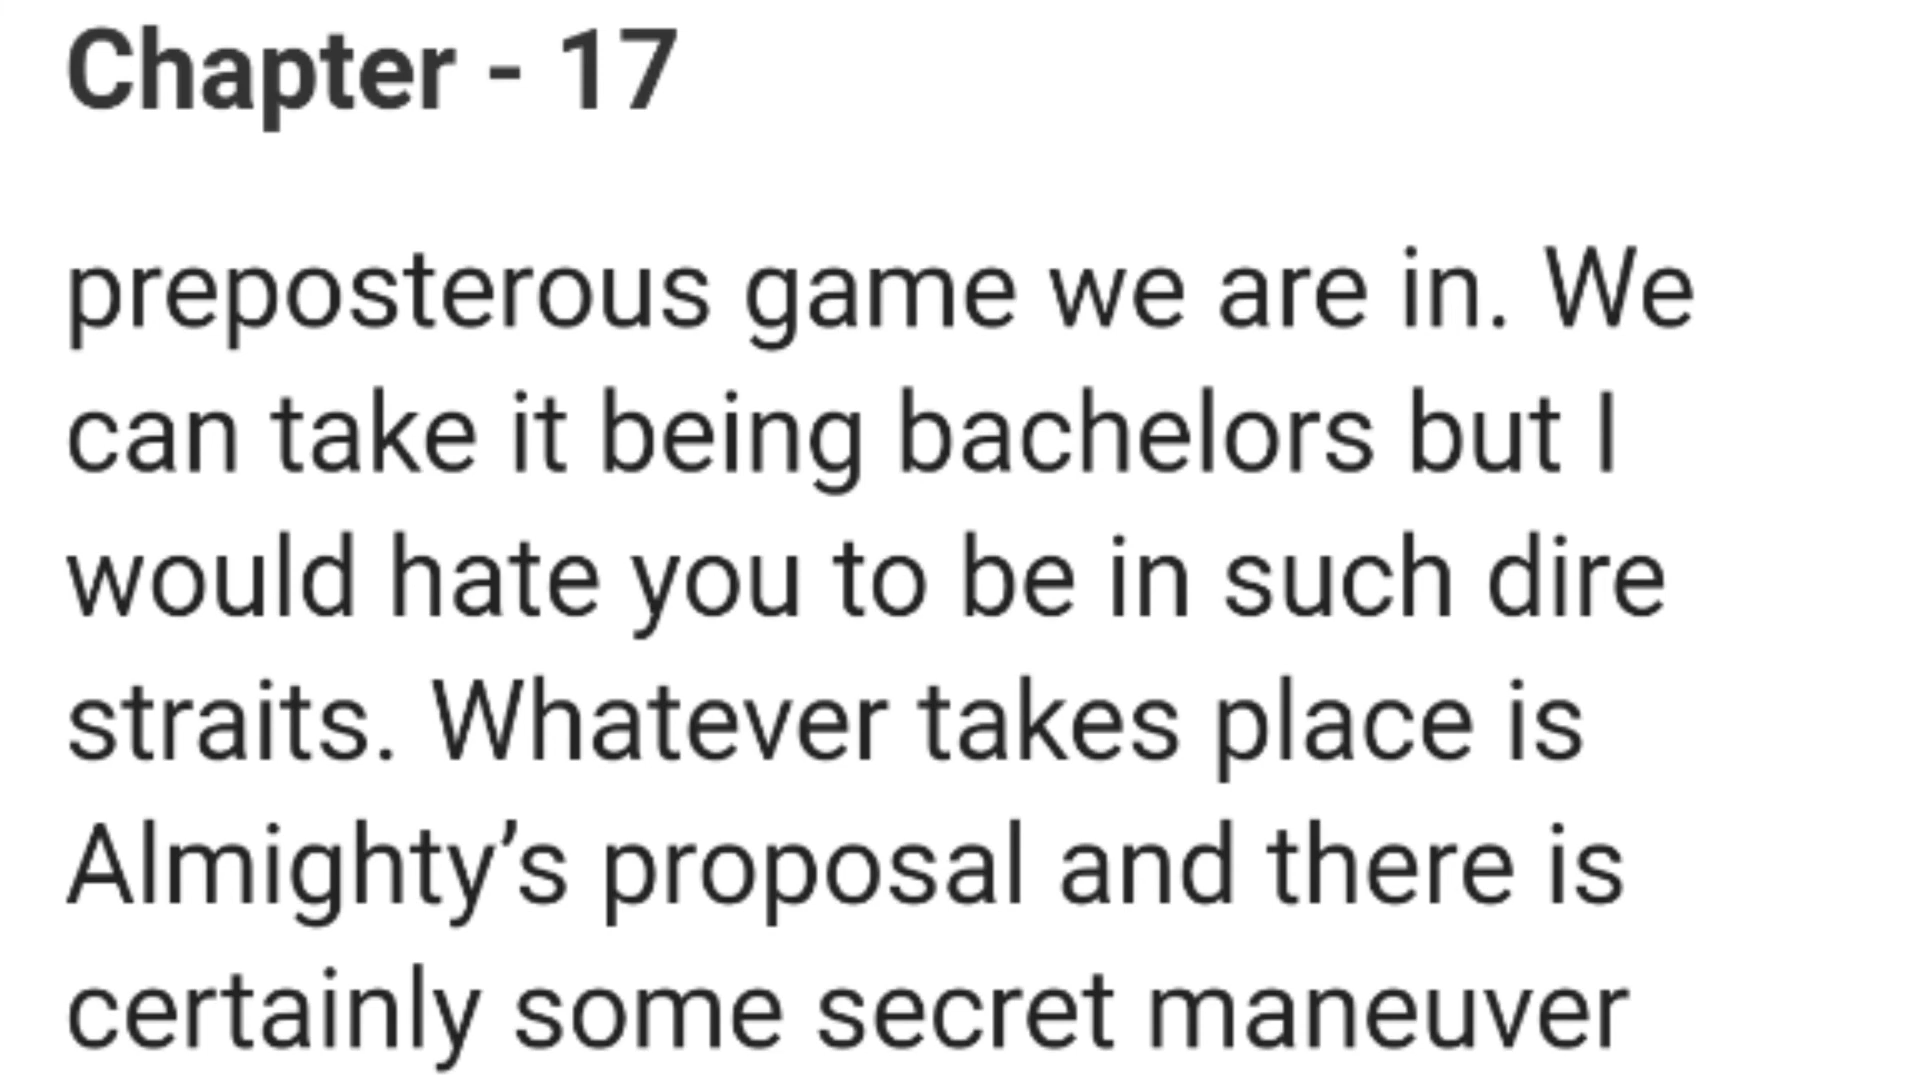 Chapter - 17
preposterous game we are in. We
can take it being bachelors but I
would hate you to be in such dire
straits. Whatever takes place is
Almighty’s proposal and there is
certainly some secret maneuver